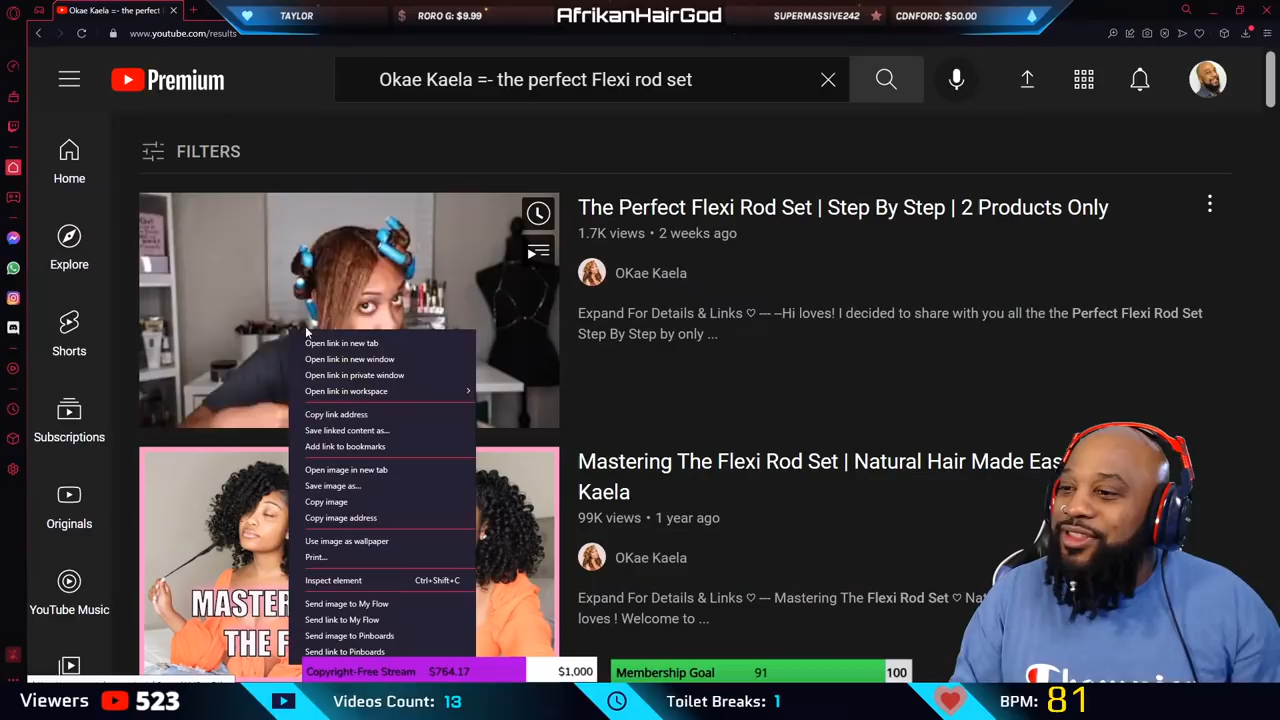 Okae Kaela =- the perfect
TAYLOR
RORO G: $9.99
AfrikanHairGod
SUPERMASSIVE242
CDNFORD: $50.00
www.youtube.com/results
Premium
Okae Kaela =- the perfect Flexi rod set
Home
Explore
Shorts
Subscriptions
Originals
YouTube Music
FILTERS
The Perfect Flexi Rod Set | Step By Step | 2 Products Only
1.7K views • 2 weeks ago
OKae Kaela
Expand For Details & Links ♡ --- --Hi loves! I decided to share with you all the the Perfect Flexi Rod Set
Step By Step by only ...
Open link in new tab
Open link in new window
Open link in private window
Open link in workspace
Copy link address
Save linked content as...
Add link to bookmarks
Open image in new tab
Save image as...
Copy image
Copy image address
Use image as wallpaper
Print...
Inspect element Ctrl+Shift+C
Send image to My Flow
Send link to My Flow
Send image to Pinboards
Send link to Pinboards
MASTER
THE F
Mastering The Flexi Rod Set | Natural Hair Made Eas
Kaela
99K views • 1 year ago
OKae Kaela
Expand For Details & Links ♡ --- Mastering The Flexi Rod Set ♡ Nat
loves ! Welcome to ...
Copyright-Free Stream $764.17 $1,000
Membership Goal 91 100
Champion
Viewers 523
Videos Count: 13
Toilet Breaks: 1
BPM: 81